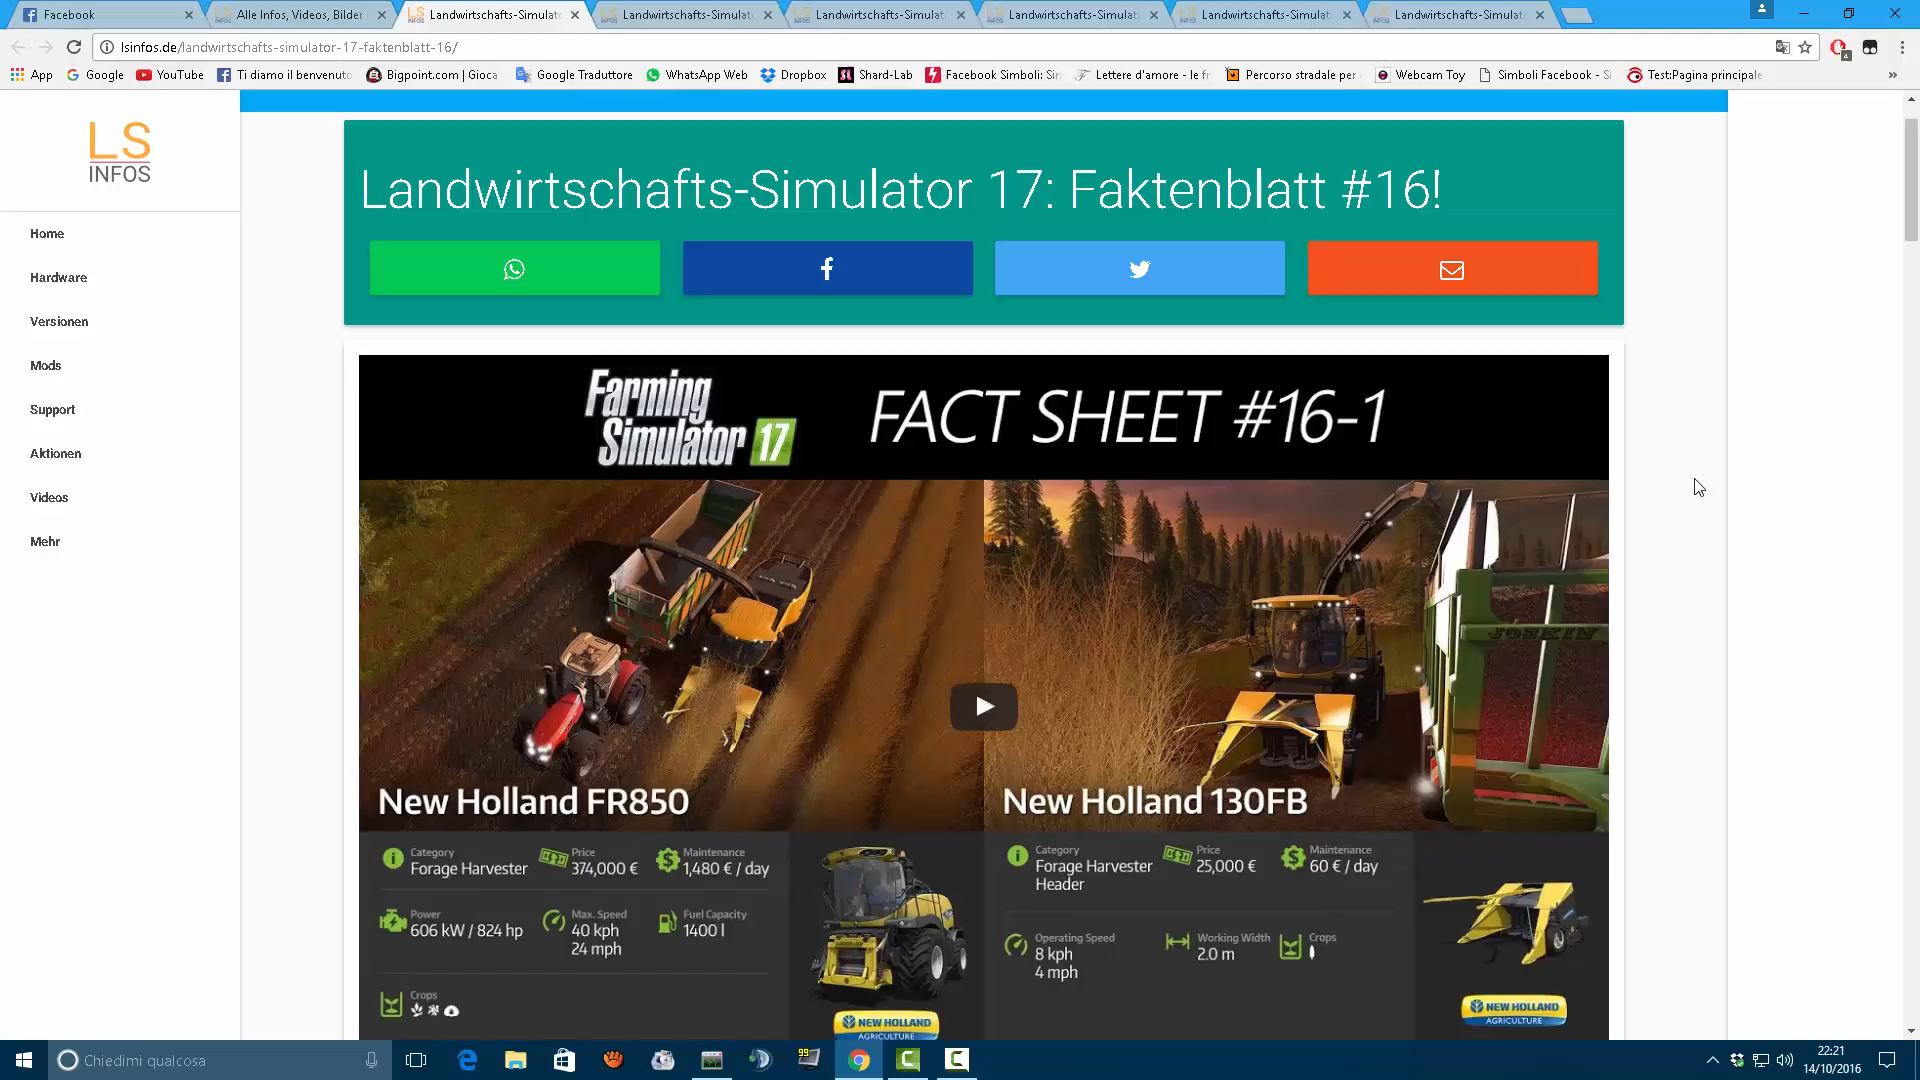 Facebook
Alle Infos, Videos, Bilder
Landwirtschafts-Simulat
Landwirtschafts-Simulat
Landwirtschafts-Simulat
Landwirtschafts-Simulat
Landwirtschafts-Simulat
Landwirtschafts-Simulat
lsinfos.de/landwirtschafts-simulator-17-faktenblatt-16/
App
Google
YouTube
Ti diamo il benvenuto
Bigpoint.com | Gioca
Google Traduttore
WhatsApp Web
Dropbox
Shard-Lab
Facebook Simboli: Sim
Lettere d'amore - le fr
Percorso stradale per
Webcam Toy
Simboli Facebook - Si
Test:Pagina principale
LS
INFOS
Home
Hardware
Versionen
Mods
Support
Aktionen
Videos
Mehr
Landwirtschafts-Simulator 17: Faktenblatt #16!
Farming
Simulator 17
FACT SHEET #16-1
JOSKIN
New Holland FR850
New Holland 130FB
Category
Forage Harvester
Price
374,000 €
Maintenance
1,480 € / day
Power
606 kW / 824 hp
Max. Speed
40 kph
24 mph
Fuel Capacity
1400 l
Crops
NEW HOLLAND
AGRICULTURE
Category
Forage Harvester
Header
Price
25,000 €
Maintenance
60 € / day
Operating Speed
8 kph
4 mph
Working Width
2.0 m
Crops
NEW HOLLAND
AGRICULTURE
Chiedimi qualcosa
99
22:21
14/10/2016